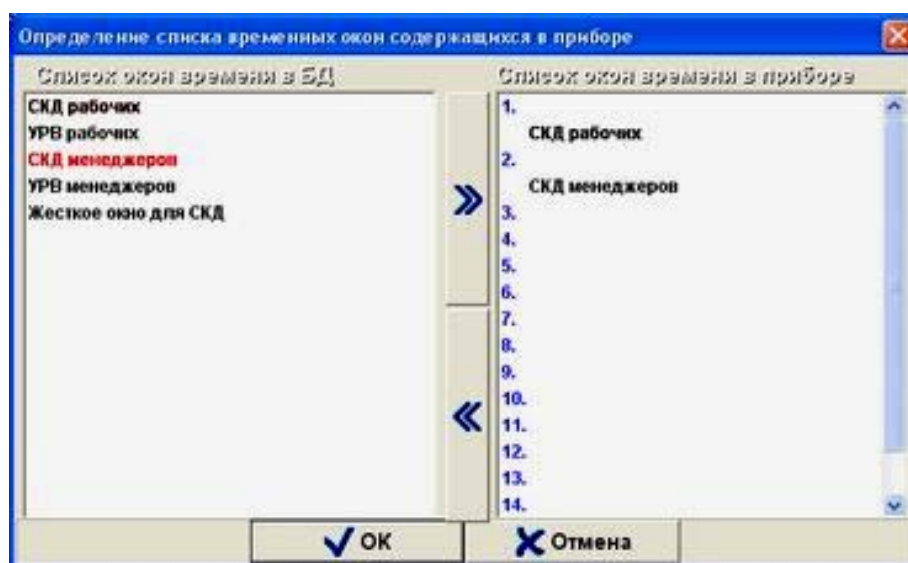 Определение списка временных окон содержащихся в приборе
Список окон времени в БД
СКД рабочих
УРВ рабочих
СКД менеджеров
УРВ менеджеров
Жесткое окно для СКД
Список окон времени в приборе
1.
СКД рабочих
2.
СКД менеджеров
3.
4.
5.
6.
7.
8.
9.
10.
11.
12.
13.
14.
OK
Отмена